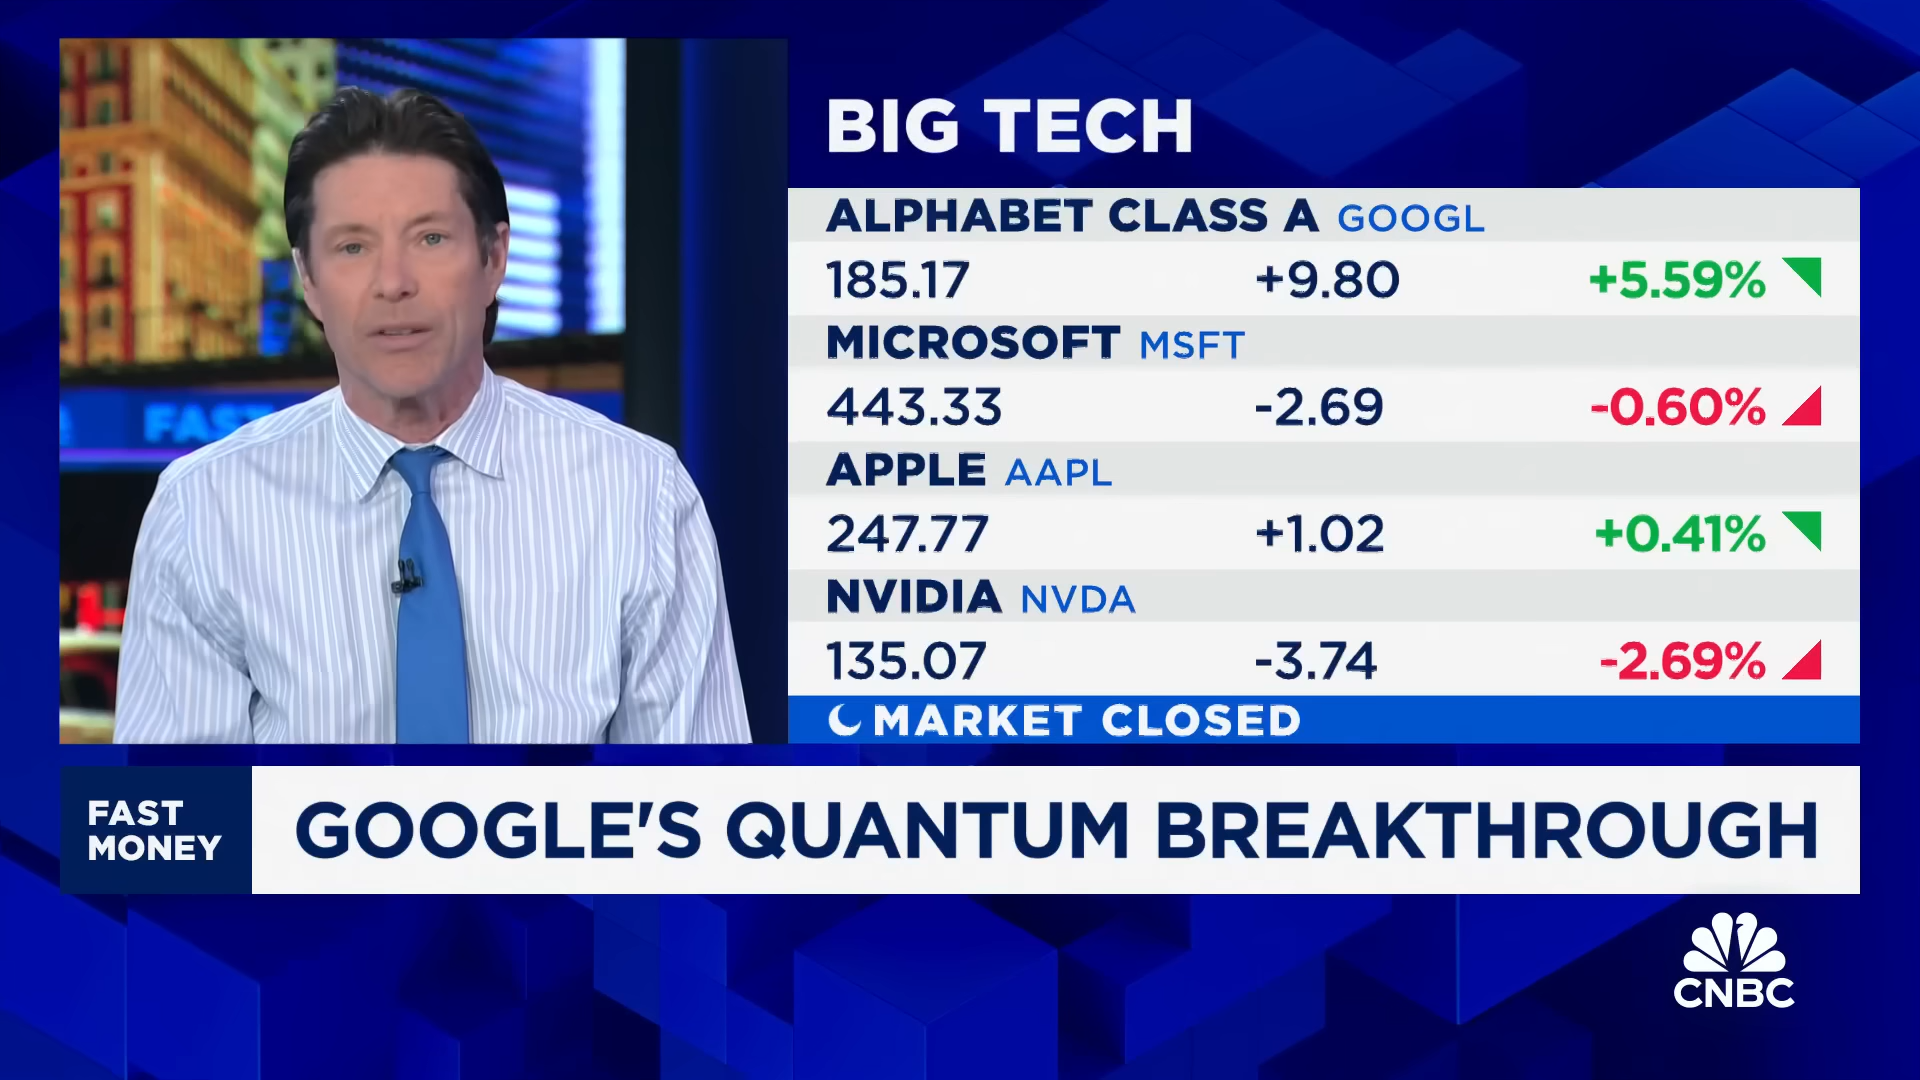 BIG TECH
ALPHABET CLASS A GOOGL
185.17 +9.80 +5.59%
MICROSOFT MSFT
443.33 -2.69 -0.60%
APPLE AAPL
247.77 +1.02 +0.41%
NVIDIA NVDA
135.07 -3.74 -2.69%
MARKET CLOSED
FAST
FAST
MONEY
GOOGLE'S QUANTUM BREAKTHROUGH
CNBC